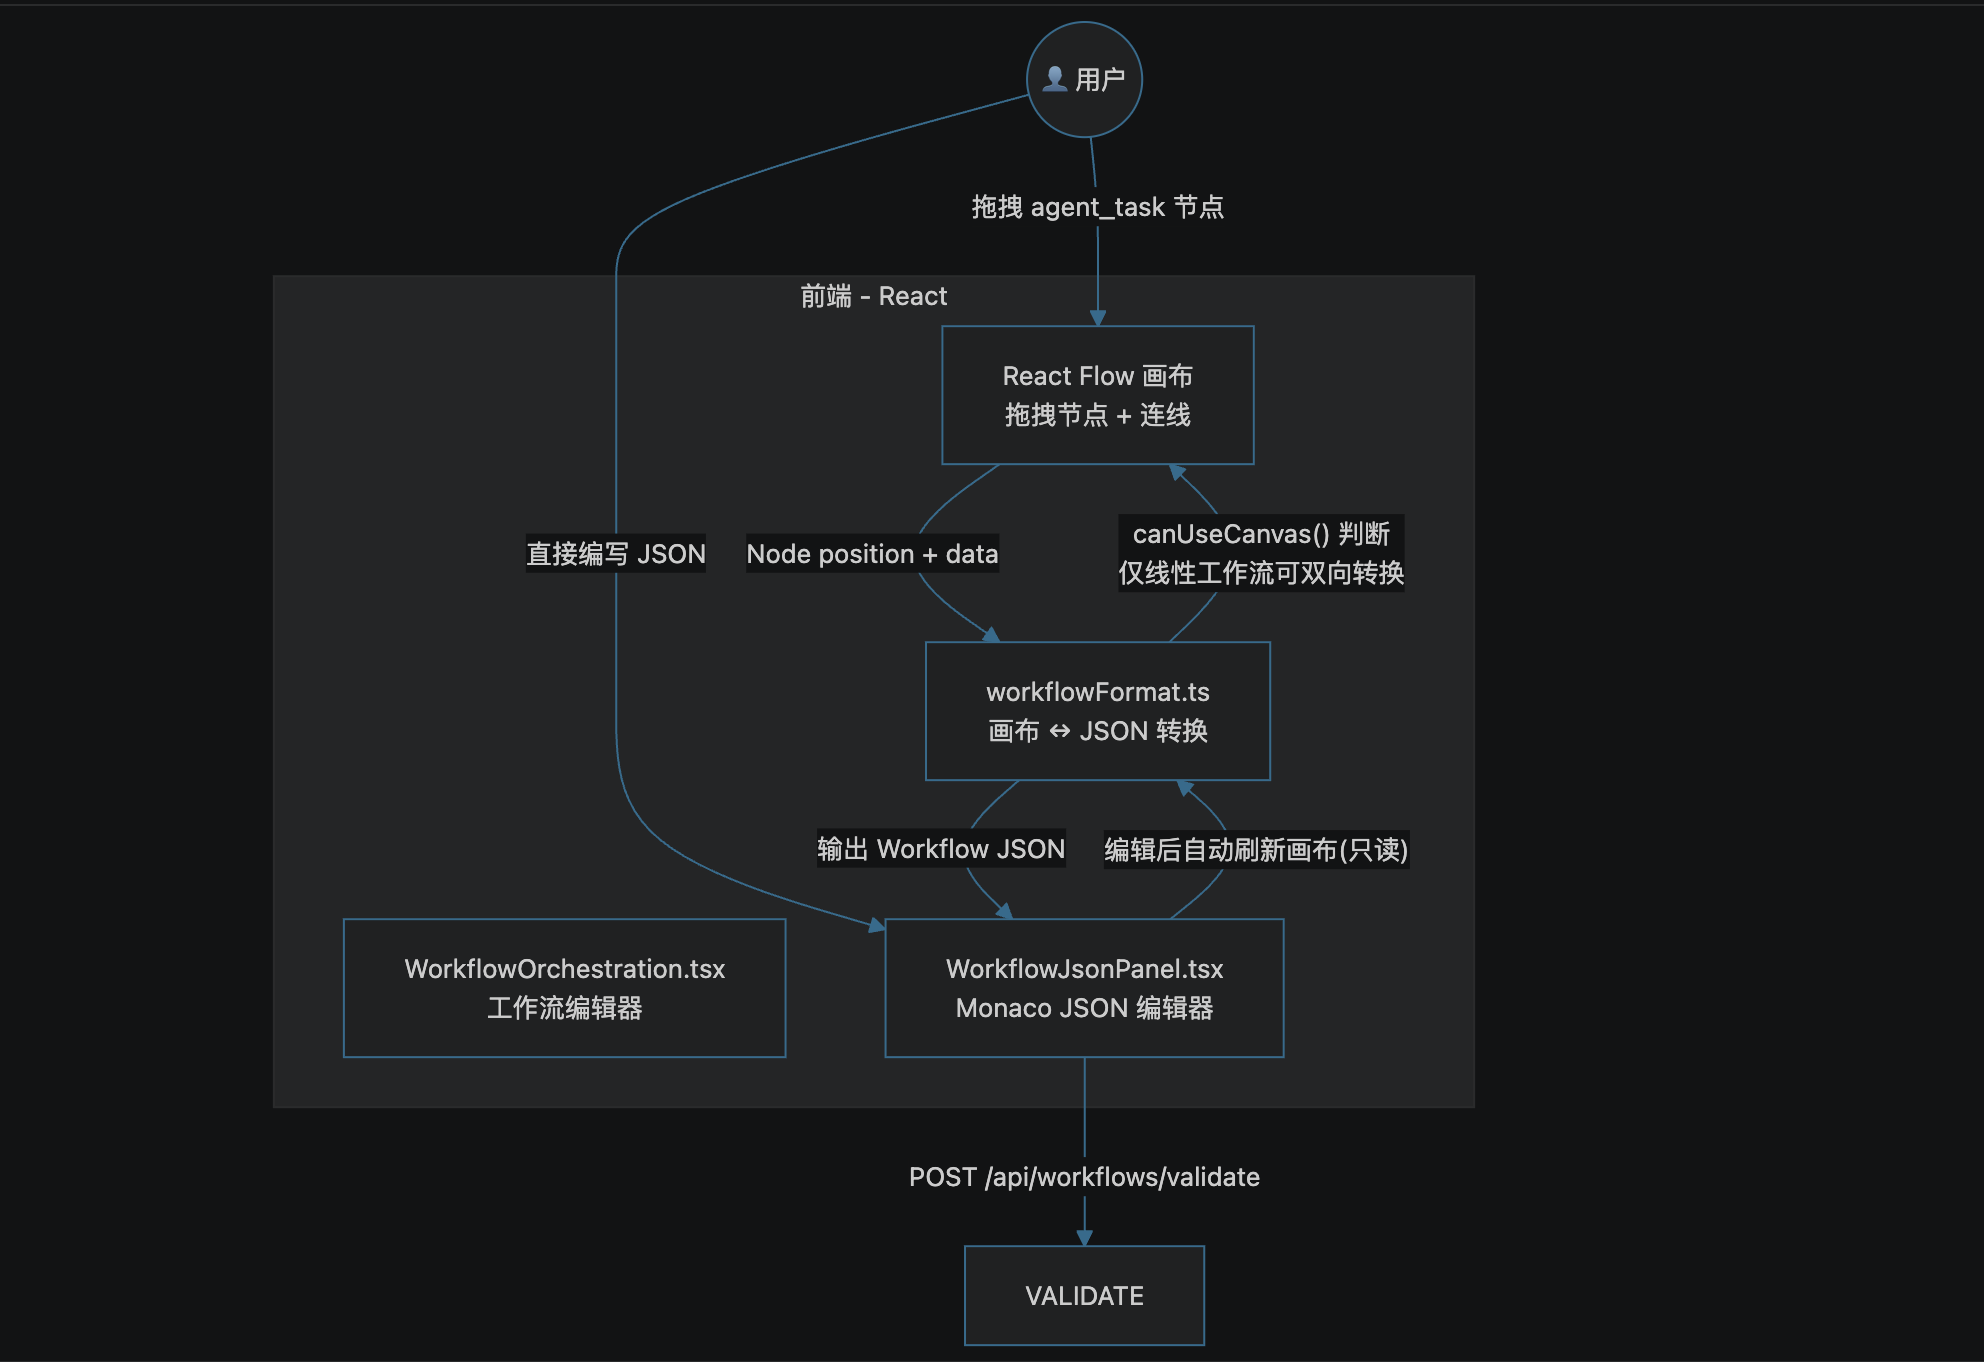 用户
拖拽 agent_task 节点
前端 - React
React Flow 画布
拖拽节点 + 连线
直接编写 JSON
Node position + data
canUseCanvas() 判断
仅线性工作流可双向转换
workflowFormat.ts
画布 ↔ JSON 转换
输出 Workflow JSON
编辑后自动刷新画布(只读)
WorkflowOrchestration.tsx
工作流编辑器
WorkflowJsonPanel.tsx
Monaco JSON 编辑器
POST /api/workflows/validate
VALIDATE